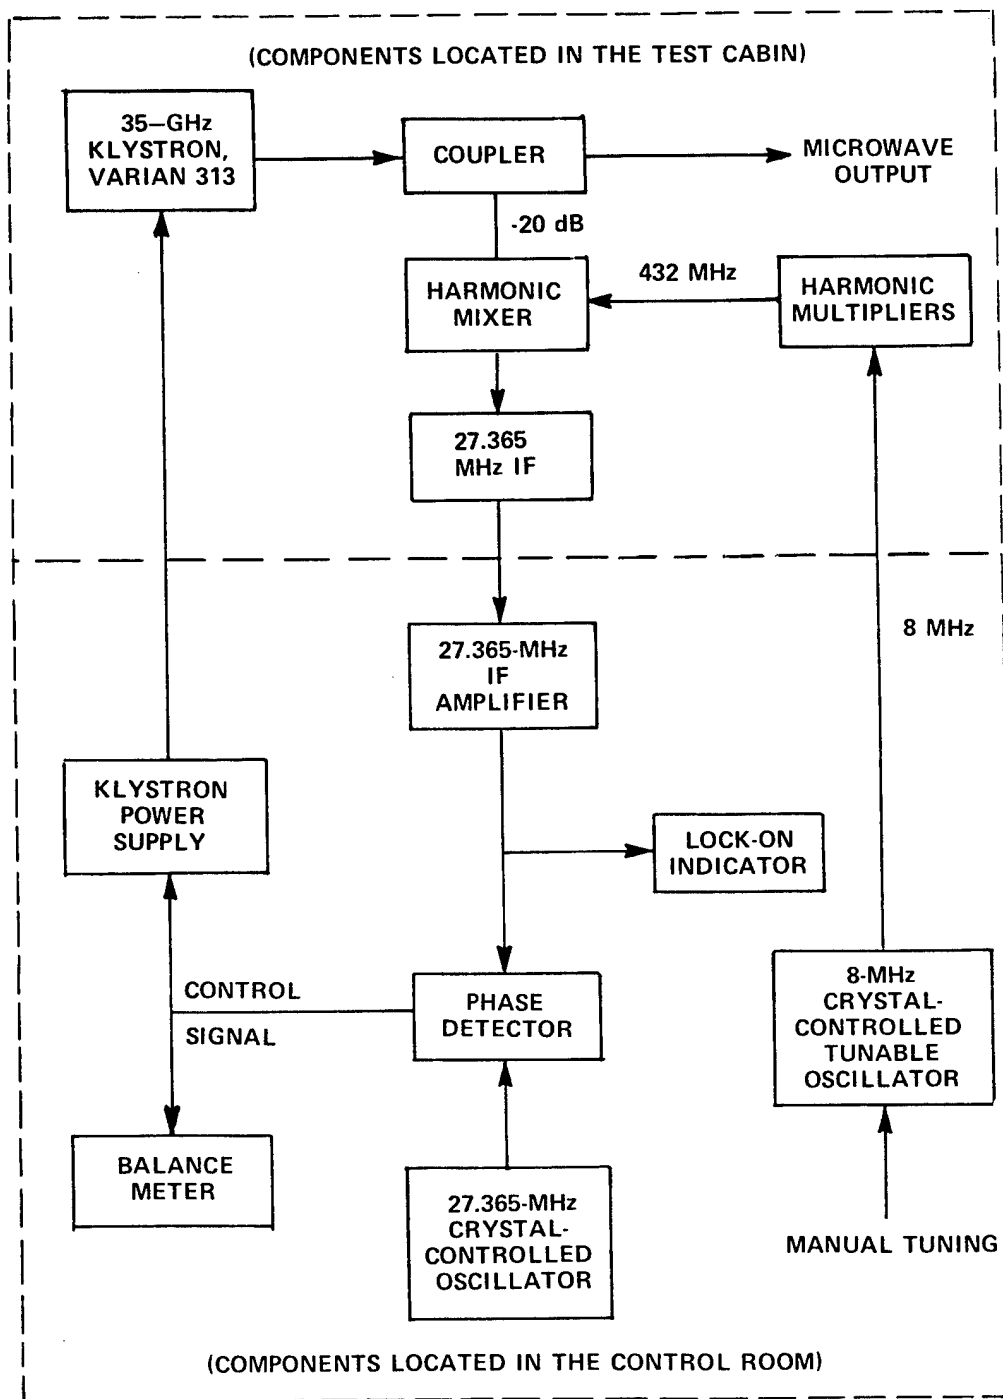 (COMPONENTS LOCATED IN THE TEST CABIN)
35–GHz
KLYSTRON,
VARIAN 313
COUPLER
MICROWAVE
OUTPUT
-20 dB
HARMONIC
MIXER
432 MHz
HARMONIC
MULTIPLIERS
27.365
MHz IF
27.365-MHz
IF
AMPLIFIER
8 MHz
KLYSTRON
POWER
SUPPLY
LOCK-ON
INDICATOR
CONTROL
SIGNAL
PHASE
DETECTOR
8-MHz
CRYSTAL-
CONTROLLED
TUNABLE
OSCILLATOR
BALANCE
METER
27.365-MHz
CRYSTAL-
CONTROLLED
OSCILLATOR
MANUAL TUNING
(COMPONENTS LOCATED IN THE CONTROL ROOM)